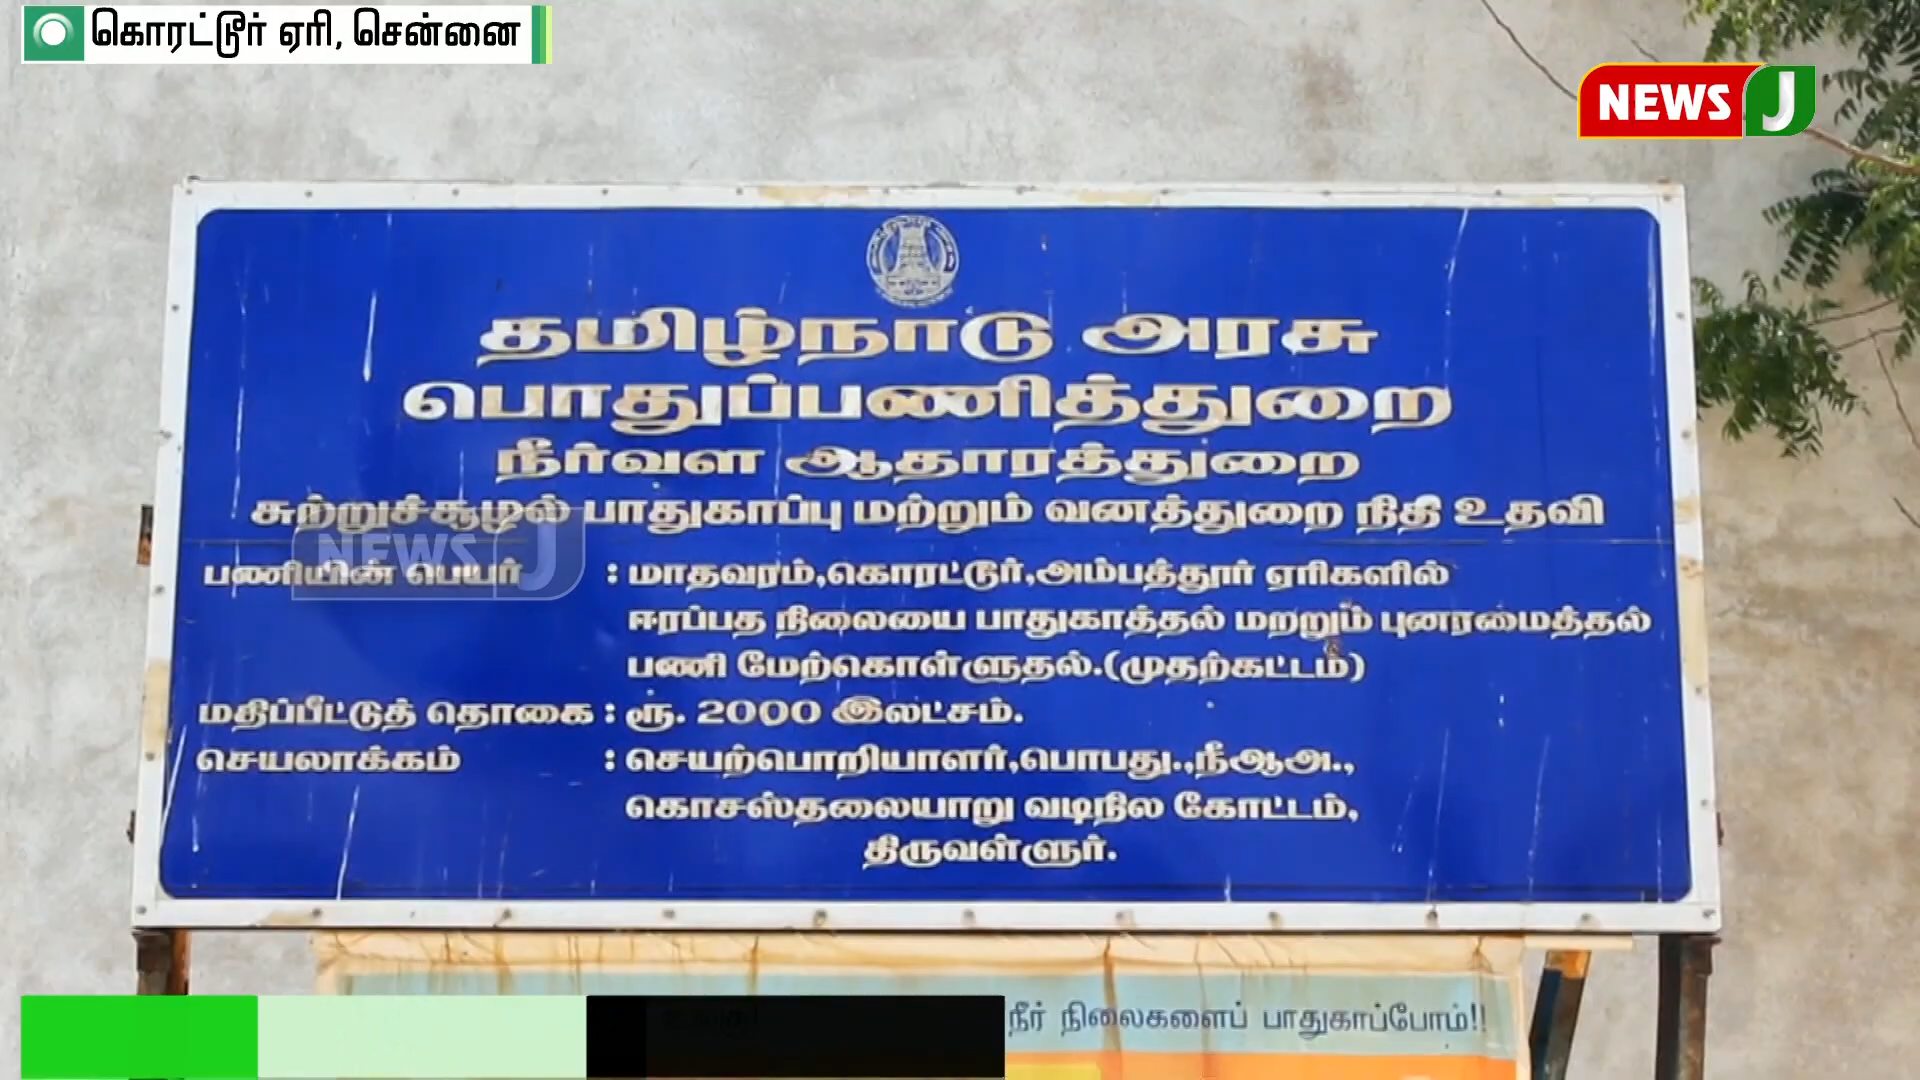 கொரட்டூர் ஏரி, சென்னை
NEWS J
தமிழ்நாடு அரசு
பொதுப்பணித்துறை
நீர்வள ஆதாரத்துறை
சுற்றுச்சூழல் பாதுகாப்பு மற்றும் வனத்துறை நிதி உதவி
NEWS J
பணியின் பெயர் : மாதவரம்,கொரட்டூர்,அம்பத்தூர் ஏரிகளில்
ஈரப்பத நிலையை பாதுகாத்தல் மற்றும் புனரமைத்தல்
பணி மேற்கொள்ளுதல்.(முதற்கட்டம்)
மதிப்பீட்டுத் தொகை : ரூ. 2000 இலட்சம்.
செயலாக்கம் : செயற்பொறியாளர்,பொபது.,நீஆஅ.,
கொசஸ்தலையாறு வடிநில கோட்டம்,
திருவள்ளுர்.
நீர் நிலைகளைப் பாதுகாப்போம்!!